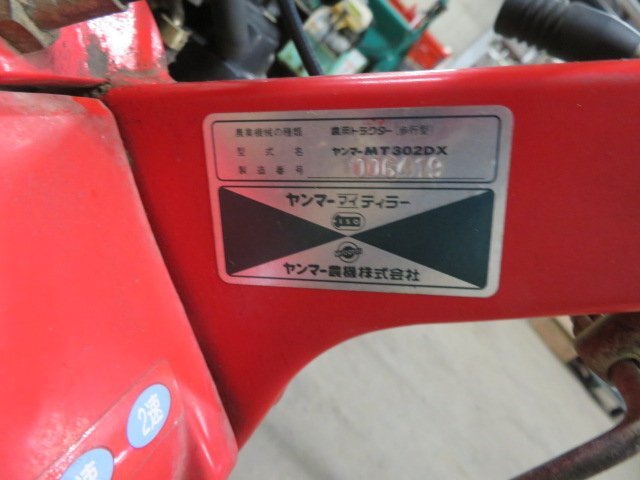 農業機械の種類 農用トラクター(歩行型)
型式名 ヤンマーMT302DX
製造番号 006419
ヤンマーマイティラー
ヤンマー農機株式会社
2速
速